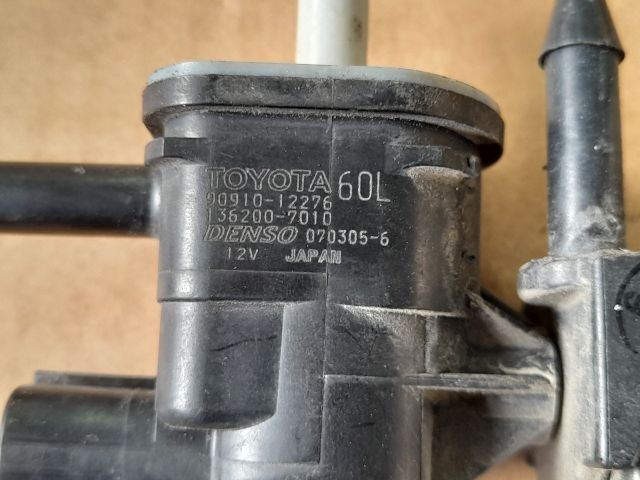 TOYOTA 60L
90910-12276
136200-7010
DENSO 070305-6
12V JAPAN